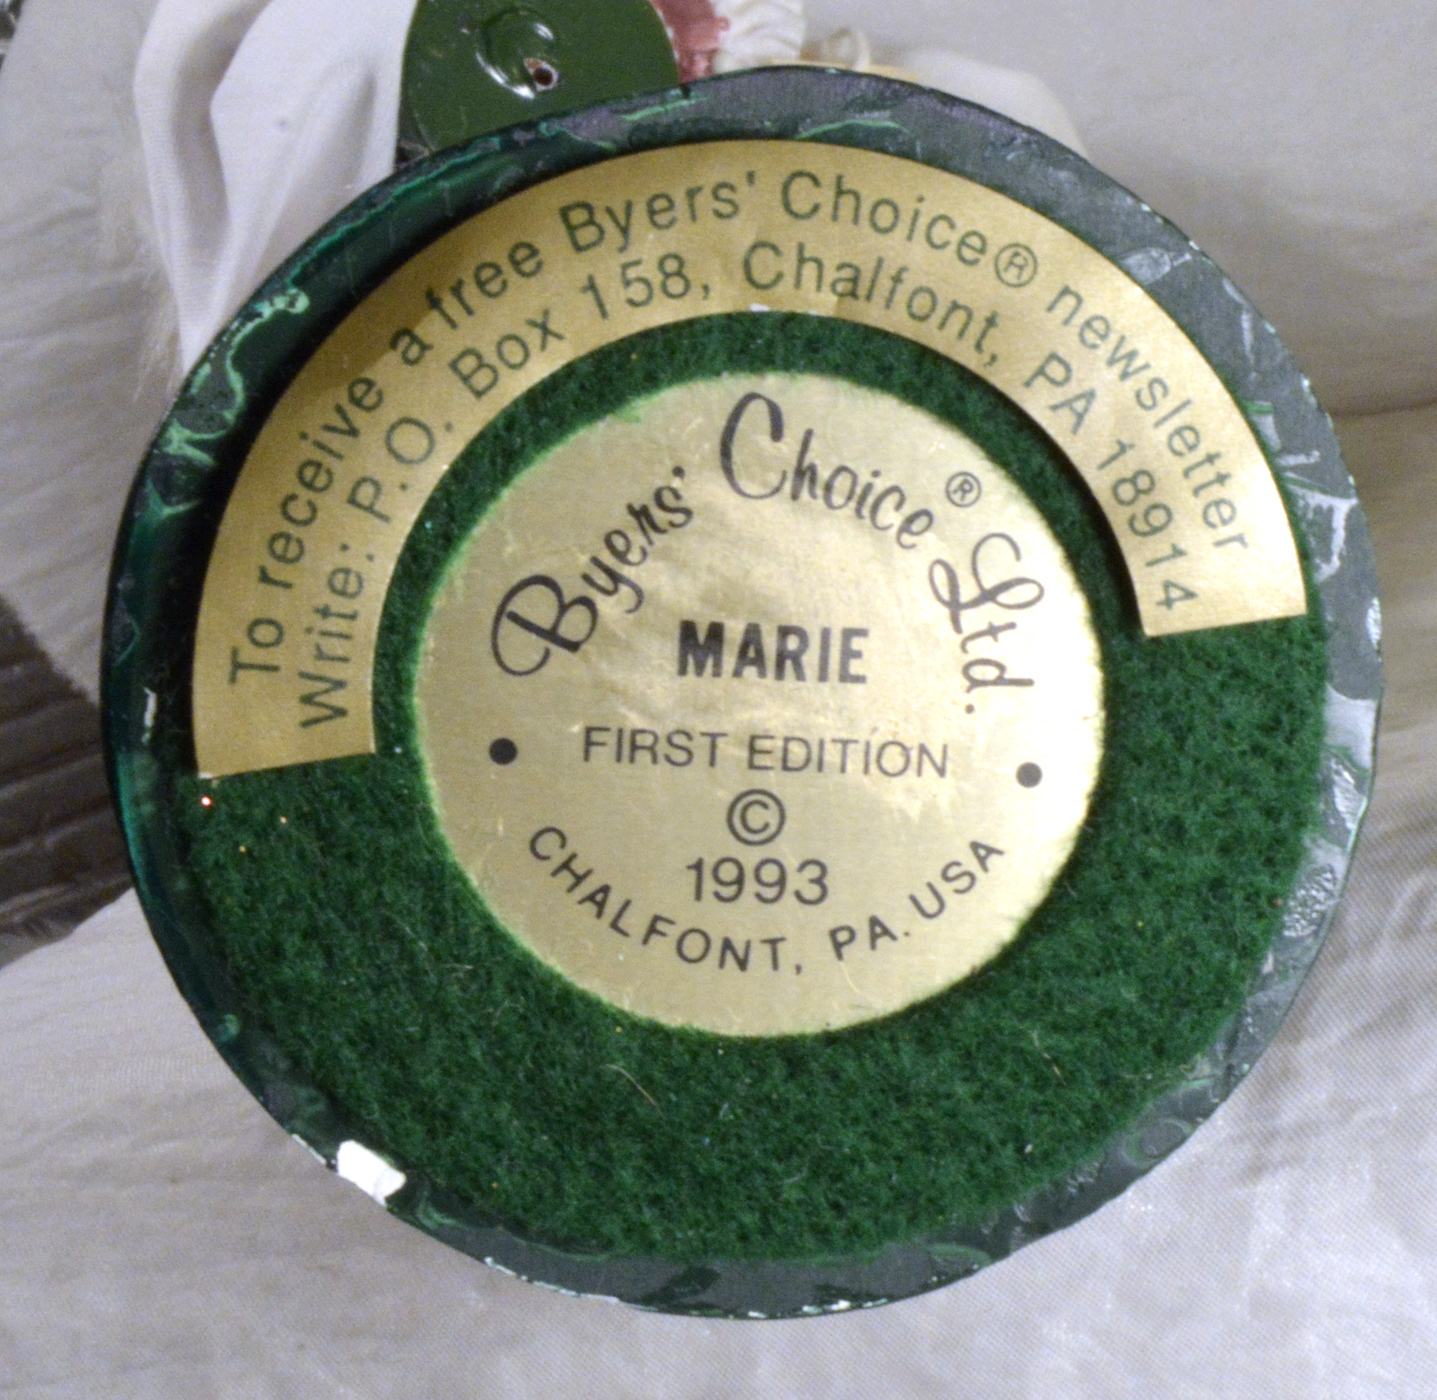 To receive a free Byers' Choice® newsletter
Write: P.O. Box 158, Chalfont, PA 18914
Byers' Choice® Ltd.
MARIE
• FIRST EDITION •
©
1993
CHALFONT, PA. USA